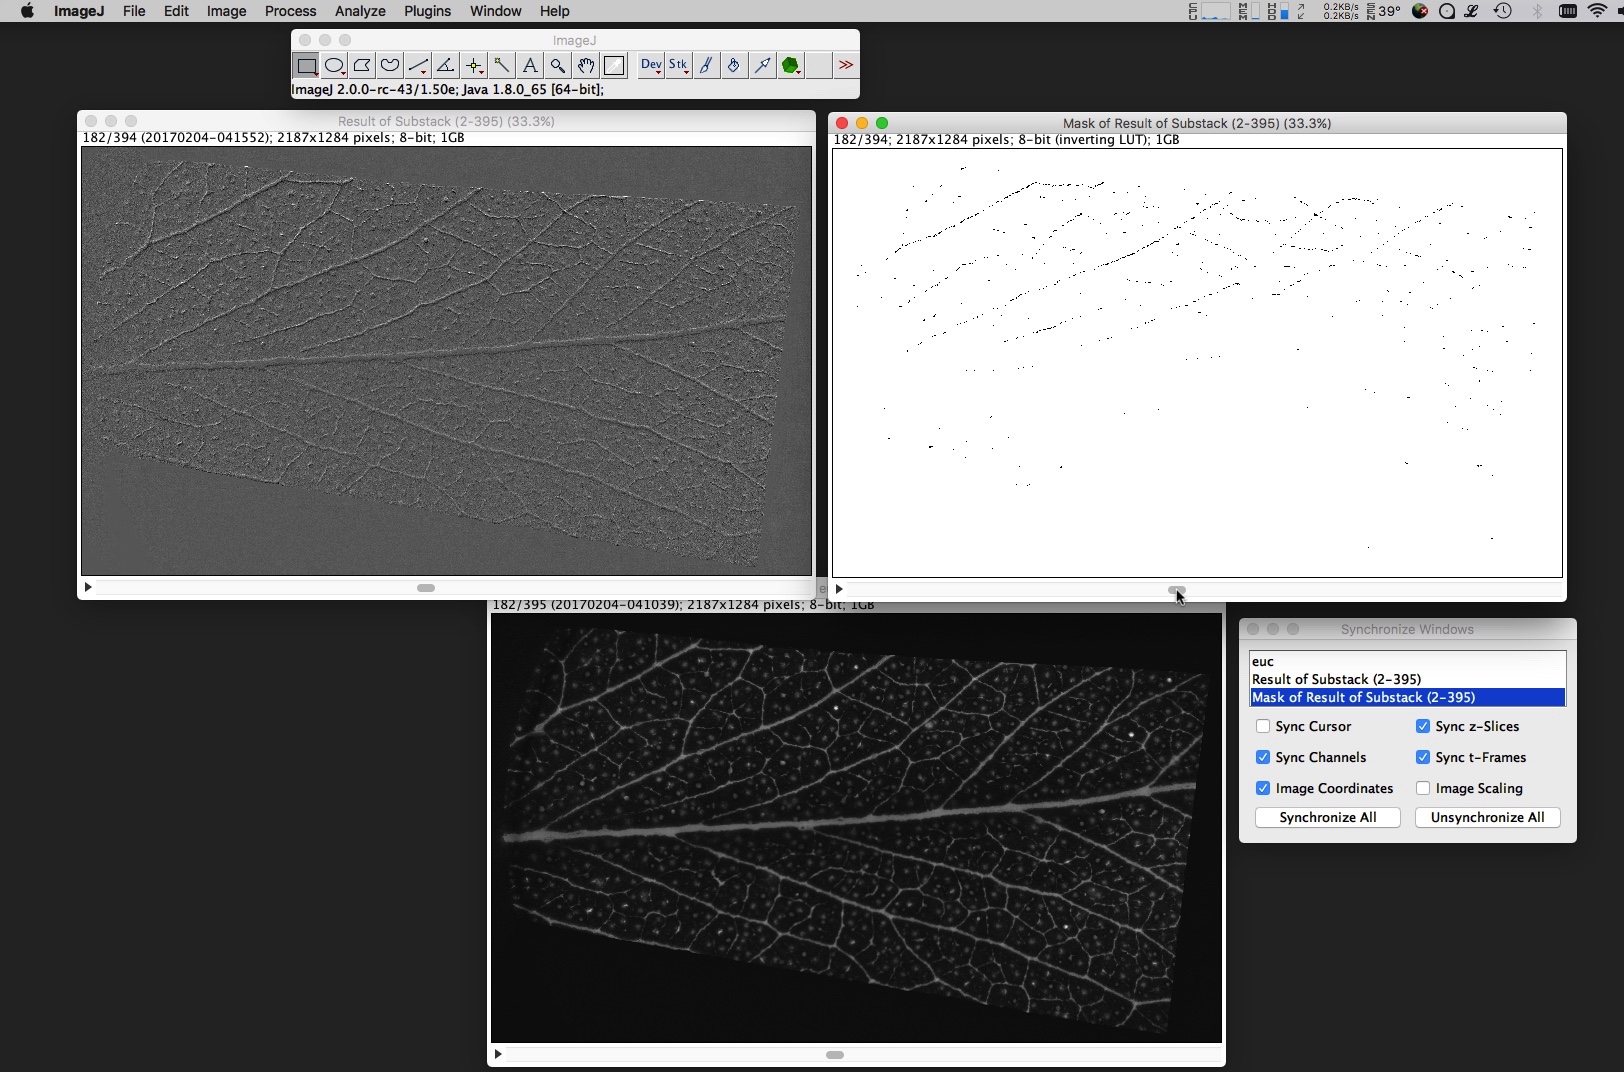 ImageJ File Edit Image Process Analyze Plugins Window Help
CPU MEM HDD 0.2KB/s 0.2KB/s SEN 39°
ImageJ
A Dev Stk >>
ImageJ 2.0.0-rc-43/1.50e; Java 1.8.0_65 [64-bit];
Result of Substack (2-395) (33.3%)
182/394 (20170204-041552); 2187x1284 pixels; 8-bit; 1GB
Mask of Result of Substack (2-395) (33.3%)
182/394; 2187x1284 pixels; 8-bit (inverting LUT); 1GB
182/395 (20170204-041039); 2187x1284 pixels; 8-bit; 1GB
Synchronize Windows
euc
Result of Substack (2-395)
Mask of Result of Substack (2-395)
Sync Cursor Sync z-Slices
Sync Channels Sync t-Frames
Image Coordinates Image Scaling
Synchronize All Unsynchronize All